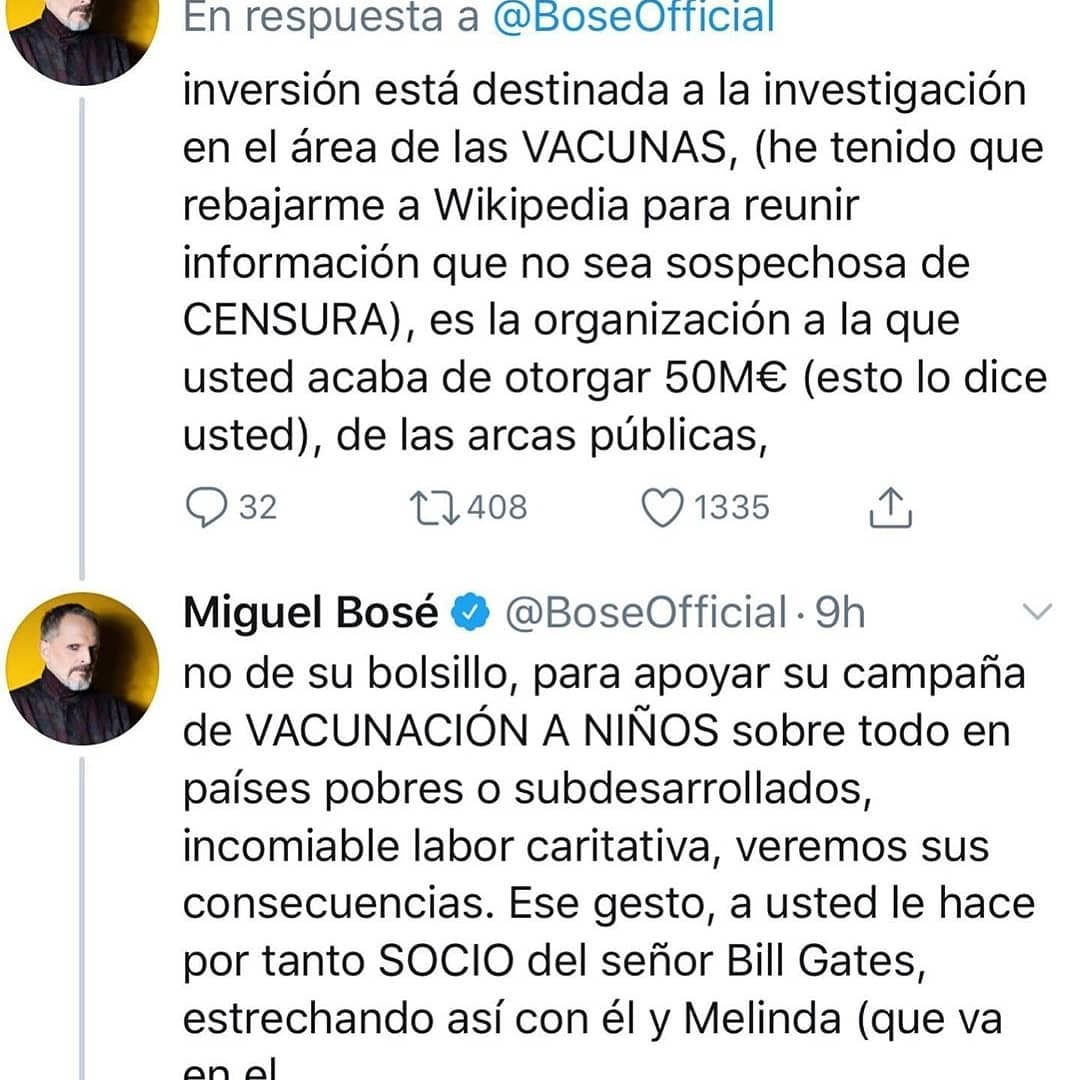 En respuesta a @BoseOfficial
inversión está destinada a la investigación
en el área de las VACUNAS, (he tenido que
rebajarme a Wikipedia para reunir
información que no sea sospechosa de
CENSURA), es la organización a la que
usted acaba de otorgar 50M€ (esto lo dice
usted), de las arcas públicas,
32 408 1335
Miguel Bosé @BoseOfficial · 9h
no de su bolsillo, para apoyar su campaña
de VACUNACIÓN A NIÑOS sobre todo en
países pobres o subdesarrollados,
incomiable labor caritativa, veremos sus
consecuencias. Ese gesto, a usted le hace
por tanto SOCIO del señor Bill Gates,
estrechando así con él y Melinda (que va
en el